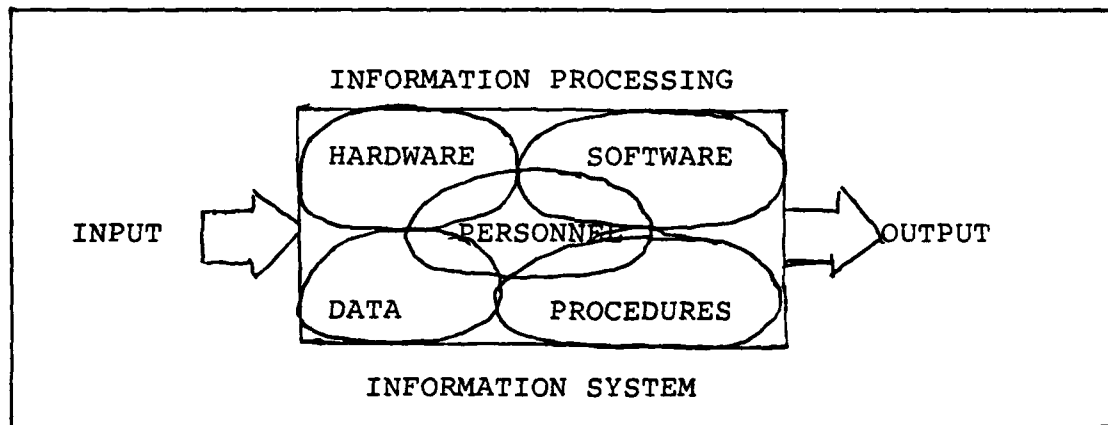 INFORMATION PROCESSING
HARDWARE SOFTWARE
INPUT PERSONNEL OUTPUT
DATA PROCEDURES
INFORMATION SYSTEM